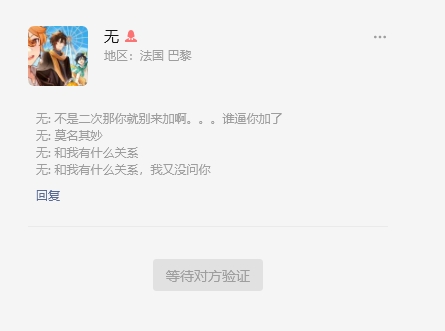 无
地区：法国 巴黎
无: 不是二次那你就别来加啊。。。谁逼你加了
无: 莫名其妙
无: 和我有什么关系
无: 和我有什么关系，我又没问你
回复
等待对方验证